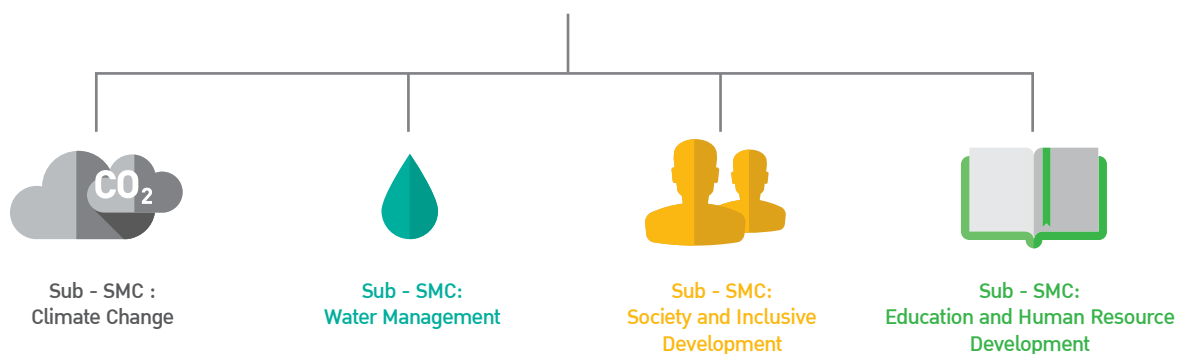 CO2
Sub - SMC :
Climate Change
Sub - SMC:
Water Management
Sub - SMC:
Society and Inclusive
Development
Sub - SMC:
Education and Human Resource
Development